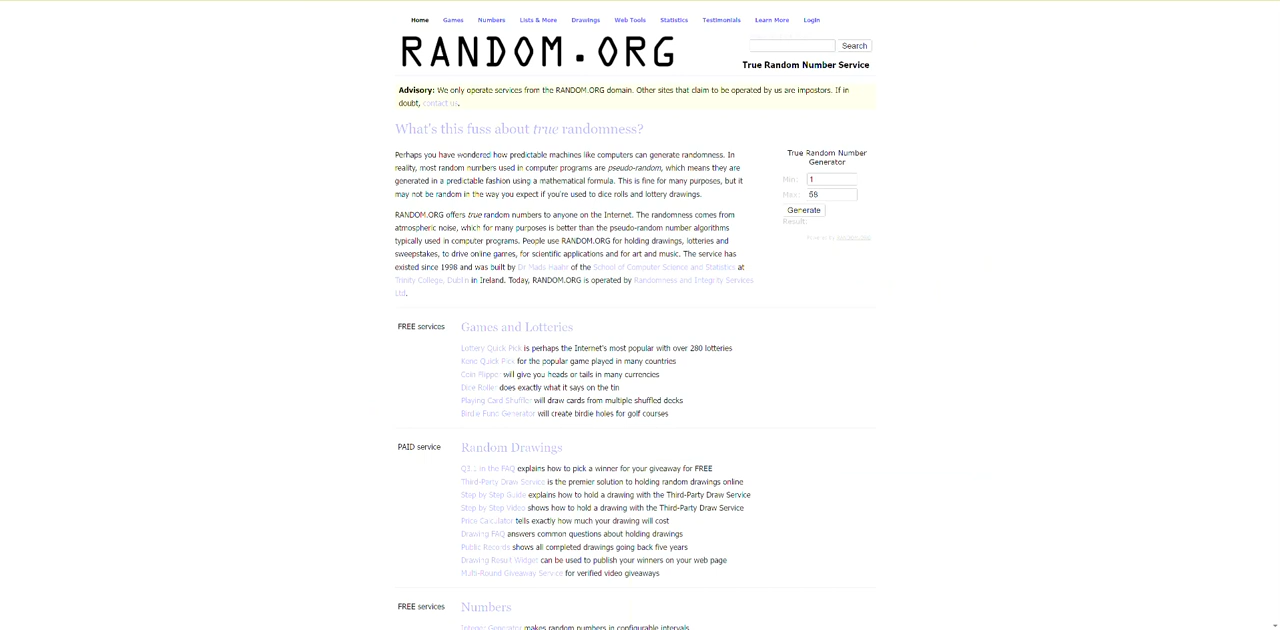 Home Games Numbers Lists & More Drawings Web Tools Statistics Testimonials Learn More Login
RANDOM.ORG
Search
True Random Number Service
Advisory: We only operate services from the RANDOM.ORG domain. Other sites that claim to be operated by us are impostors. If in
doubt, contact us.
What's this fuss about true randomness?
Perhaps you have wondered how predictable machines like computers can generate randomness. In
reality, most random numbers used in computer programs are pseudo-random, which means they are
generated in a predictable fashion using a mathematical formula. This is fine for many purposes, but it
may not be random in the way you expect if you're used to dice rolls and lottery drawings.
RANDOM.ORG offers true random numbers to anyone on the Internet. The randomness comes from
atmospheric noise, which for many purposes is better than the pseudo-random number algorithms
typically used in computer programs. People use RANDOM.ORG for holding drawings, lotteries and
sweepstakes, to drive online games, for scientific applications and for art and music. The service has
existed since 1998 and was built by Dr Mads Haahr of the School of Computer Science and Statistics at
Trinity College, Dublin in Ireland. Today, RANDOM.ORG is operated by Randomness and Integrity Services
Ltd.
True Random Number
Generator
Min: 1
Max: 58
Generate
Result:
Powered by RANDOM.ORG
FREE services
Games and Lotteries
Lottery Quick Pick is perhaps the Internet's most popular with over 280 lotteries
Keno Quick Pick for the popular game played in many countries
Coin Flipper will give you heads or tails in many currencies
Dice Roller does exactly what it says on the tin
Playing Card Shuffler will draw cards from multiple shuffled decks
Birdie Fund Generator will create birdie holes for golf courses
PAID service
Random Drawings
Q3.1 in the FAQ explains how to pick a winner for your giveaway for FREE
Third-Party Draw Service is the premier solution to holding random drawings online
Step by Step Guide explains how to hold a drawing with the Third-Party Draw Service
Step by Step Video shows how to hold a drawing with the Third-Party Draw Service
Price Calculator tells exactly how much your drawing will cost
Drawing FAQ answers common questions about holding drawings
Public Records shows all completed drawings going back five years
Drawing Result Widget can be used to publish your winners on your web page
Multi-Round Giveaway Service for verified video giveaways
FREE services
Numbers
Integer Generator makes random numbers in configurable intervals